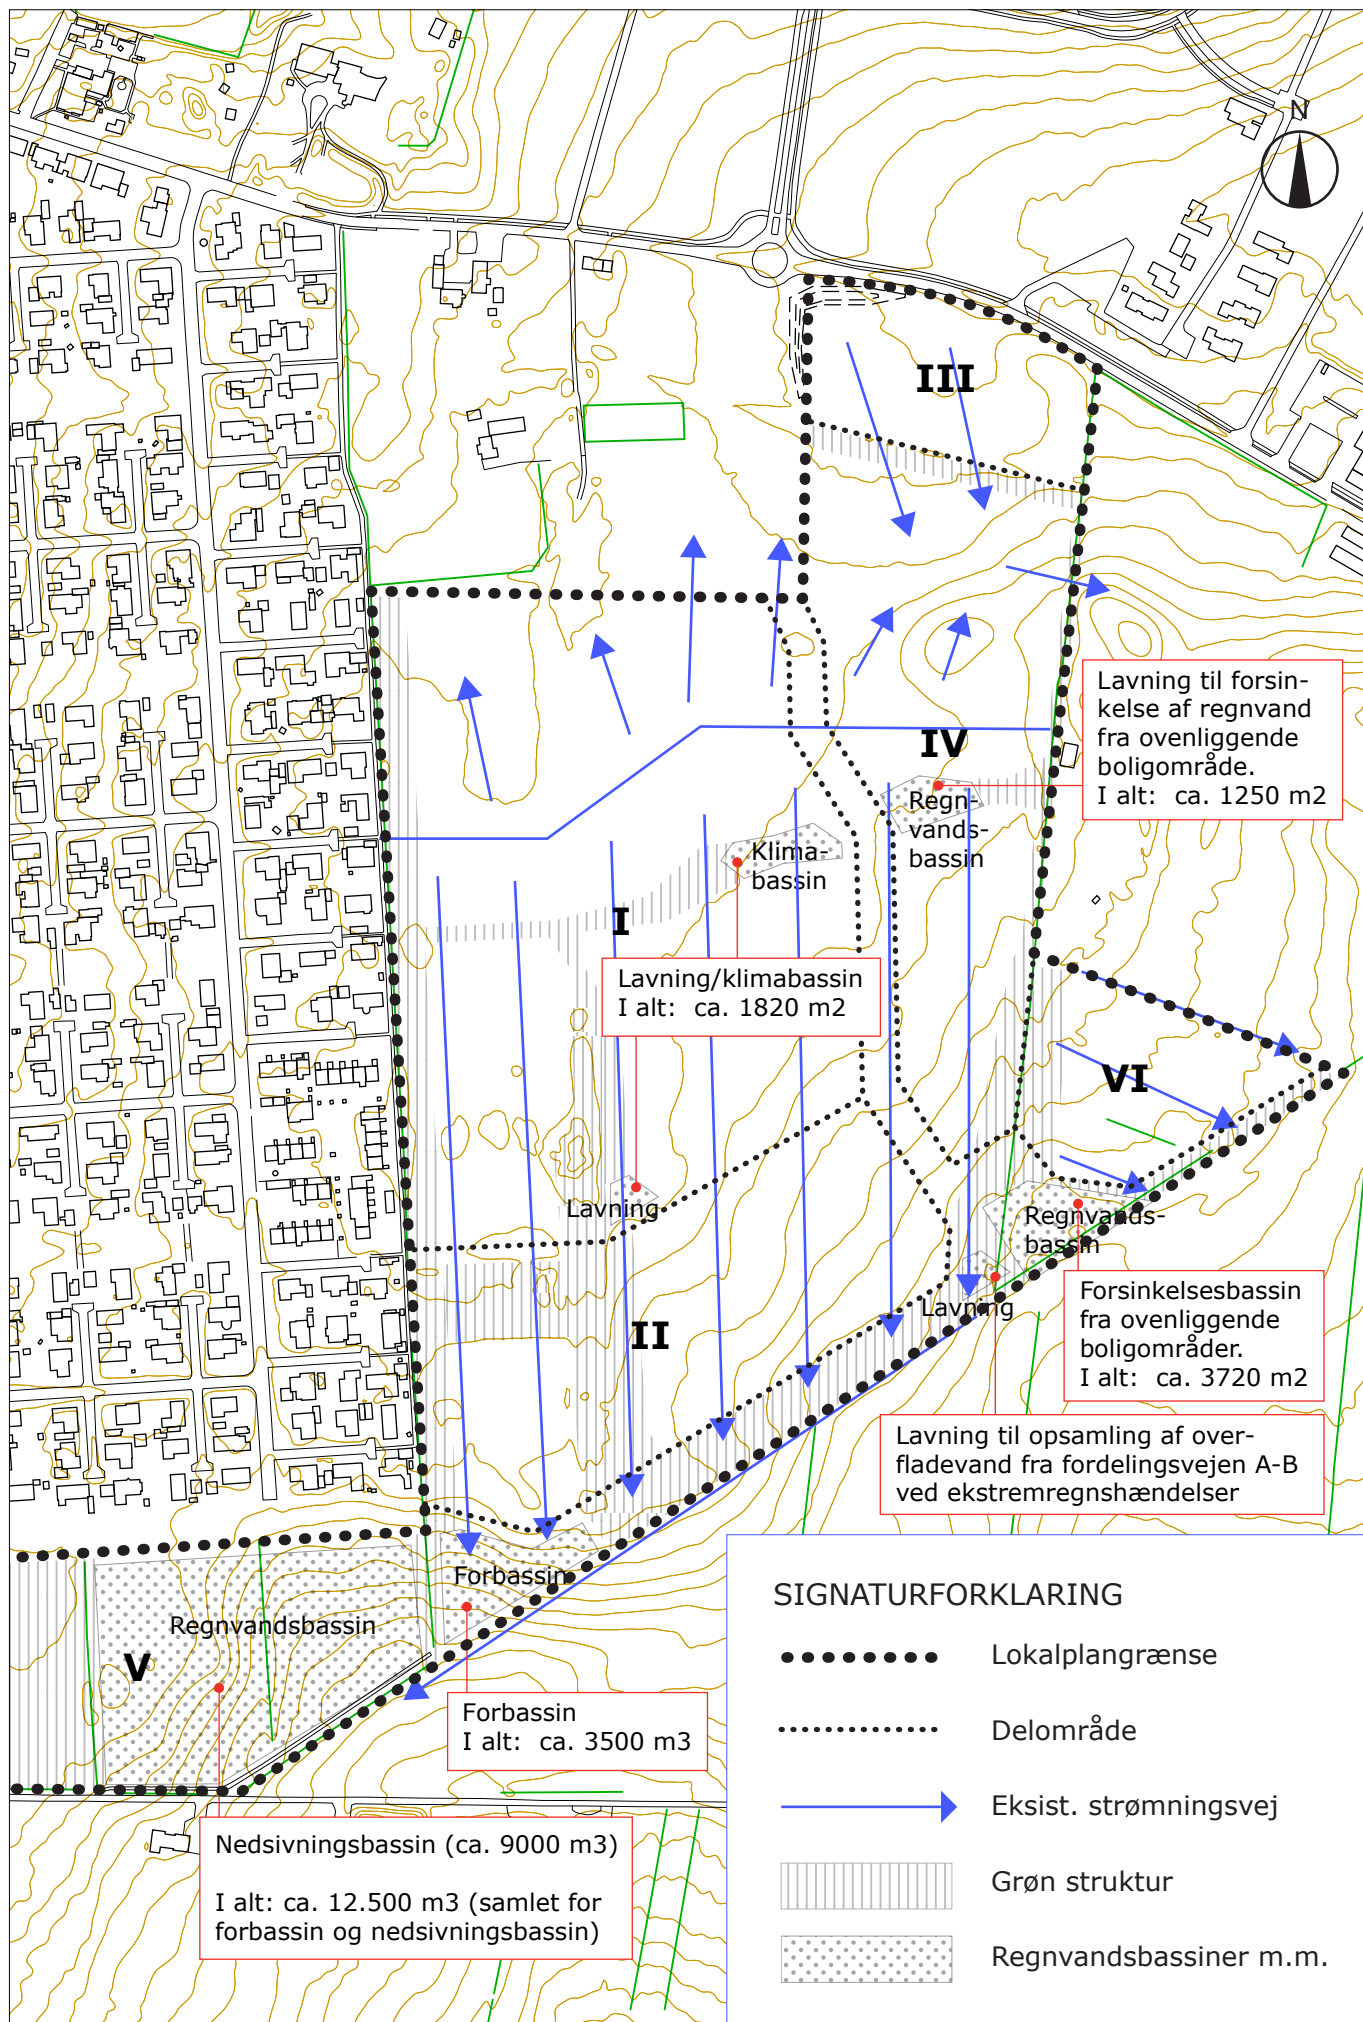 N
III
Lavning til forsin-
kelse af regnvand
fra ovenliggende
boligområde.
I alt: ca. 1250 m2
IV
Regn-
vands-
bassin
Klima-
bassin
I
Lavning/klimabassin
I alt: ca. 1820 m2
VI
Lavning
Regnvands-
bassin
Lavning
Forsinkelsesbassin
fra ovenliggende
boligområder.
I alt: ca. 3720 m2
II
Lavning til opsamling af over-
fladevand fra fordelingsvejen A-B
ved ekstremregnshændelser
Forbassin
Regnvandsbassin
V
Forbassin
I alt: ca. 3500 m3
Nedsivningsbassin (ca. 9000 m3)
I alt: ca. 12.500 m3 (samlet for
forbassin og nedsivningsbassin)
SIGNATURFORKLARING
Lokalplangrænse
Delområde
Eksist. strømningsvej
Grøn struktur
Regnvandsbassiner m.m.